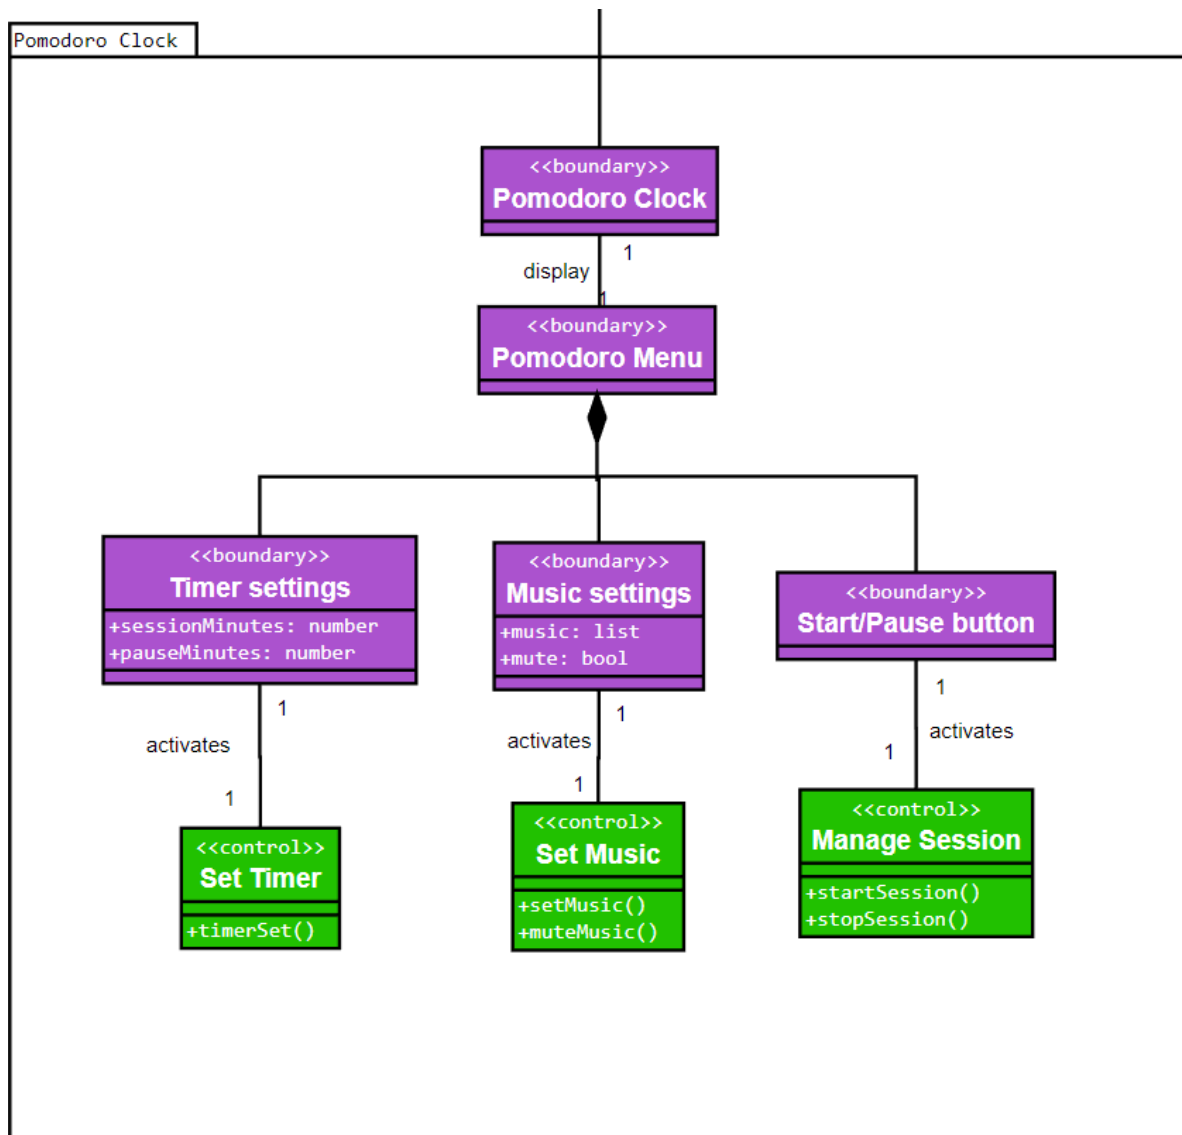 Pomodoro Clock
<<boundary>>
Pomodoro Clock
1
display
1
<<boundary>>
Pomodoro Menu
<<boundary>>
Timer settings
+sessionMinutes: number
+pauseMinutes: number
1
activates
1
<<control>>
Set Timer
+timerSet()
<<boundary>>
Music settings
+music: list
+mute: bool
1
activates
1
<<control>>
Set Music
+setMusic()
+muteMusic()
<<boundary>>
Start/Pause button
1
activates
1
<<control>>
Manage Session
+startSession()
+stopSession()